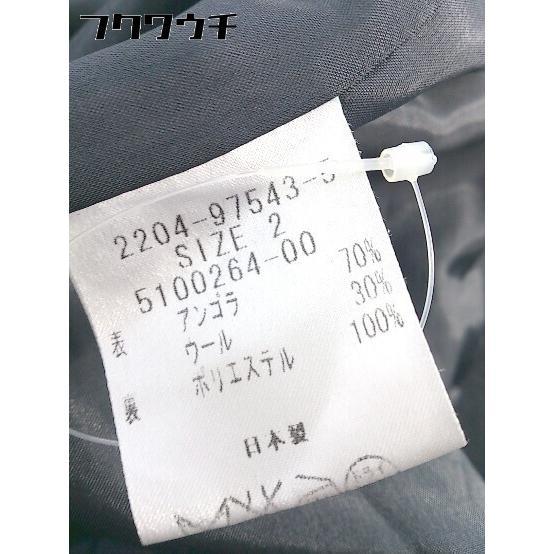 フクワウチ
2204-97543-5
SIZE 2
5100264-00
表 アンゴラ 70%
ウール 30%
裏 ポリエステル 100%
日本製